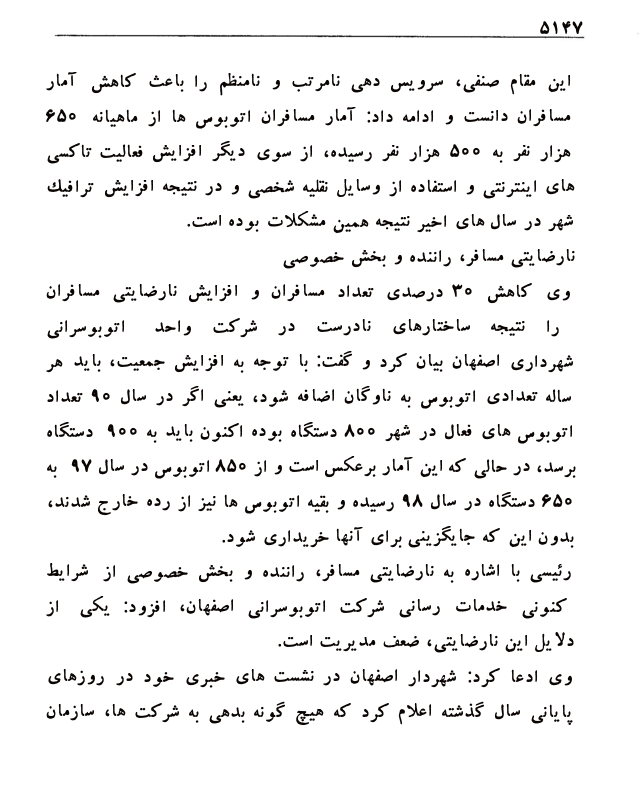 ۵۱۴۷
این مقام صنفی، سرویس دهی نامرتب و نامنظم را باعث کاهش آمار
مسافران دانست و ادامه داد: آمار مسافران اتوبوس ها از ماهیانه ۶۵۰
هزار نفر به ۵۰۰ هزار نفر رسیده، از سوی دیگر افزایش فعالیت تاکسی
های اینترنتی و استفاده از وسایل نقلیه شخصی و در نتیجه افزایش ترافیك
شهر در سال های اخیر نتیجه همین مشکلات بوده است.
نارضایتی مسافر، راننده و بخش خصوصی
وی کاهش ۳۰ درصدی تعداد مسافران و افزایش نارضایتی مسافران
را نتیجه ساختارهای نادرست در شرکت واحد اتوبوسرانی
شهرداری اصفهان بیان کرد و گفت: با توجه به افزایش جمعیت، باید هر
ساله تعدادی اتوبوس به ناوگان اضافه شود، یعنی اگر در سال ۹۰ تعداد
اتوبوس های فعال در شهر ۸۰۰ دستگاه بوده اکنون باید به ۹۰۰ دستگاه
برسد، در حالی که این آمار برعکس است و از ۸۵۰ اتوبوس در سال ۹۷ به
۶۵۰ دستگاه در سال ۹۸ رسیده و بقیه اتوبوس ها نیز از رده خارج شدند،
بدون این که جایگزینی برای آنها خریداری شود.
رئیسی با اشاره به نارضایتی مسافر، راننده و بخش خصوصی از شرایط
کنونی خدمات رسانی شرکت اتوبوسرانی اصفهان، افزود: یکی از
دلایل این نارضایتی، ضعف مدیریت است.
وی ادعا کرد: شهردار اصفهان در نشست های خبری خود در روزهای
پایانی سال گذشته اعلام کرد که هیچ گونه بدهی به شرکت ها، سازمان